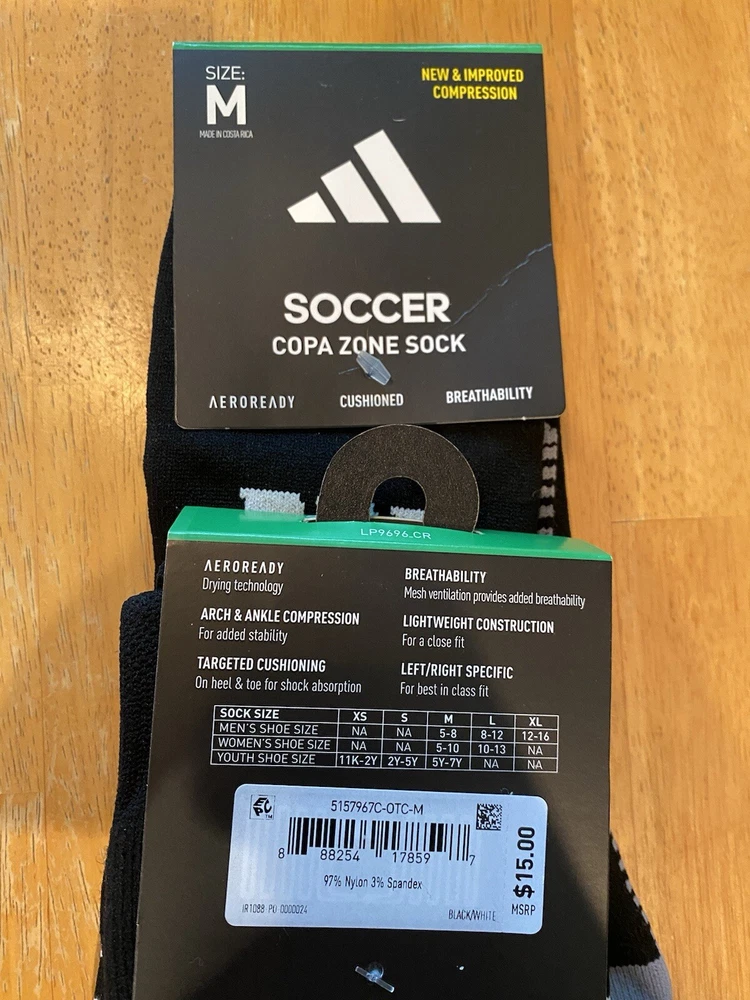 SIZE:
M
MADE IN COSTA RICA
NEW & IMPROVED
COMPRESSION
SOCCER
COPA ZONE SOCK
AEROREADY CUSHIONED BREATHABILITY
LP9696_CR
AEROREADY
Drying technology
BREATHABILITY
Mesh ventilation provides added breathability
ARCH & ANKLE COMPRESSION
For added stability
LIGHTWEIGHT CONSTRUCTION
For a close fit
TARGETED CUSHIONING
On heel & toe for shock absorption
LEFT/RIGHT SPECIFIC
For best in class fit
SOCK SIZE XS S M L XL
MEN'S SHOE SIZE NA NA 5-8 8-12 12-16
WOMEN'S SHOE SIZE NA NA 5-10 10-13 NA
YOUTH SHOE SIZE 11K-2Y 2Y-5Y 5Y-7Y NA NA
EPC TM
5157967C-OTC-M
8 88254 17859 7
97% Nylon 3% Spandex
IR1088 PO 0000024
BLACK/WHITE
$15.00
MSRP